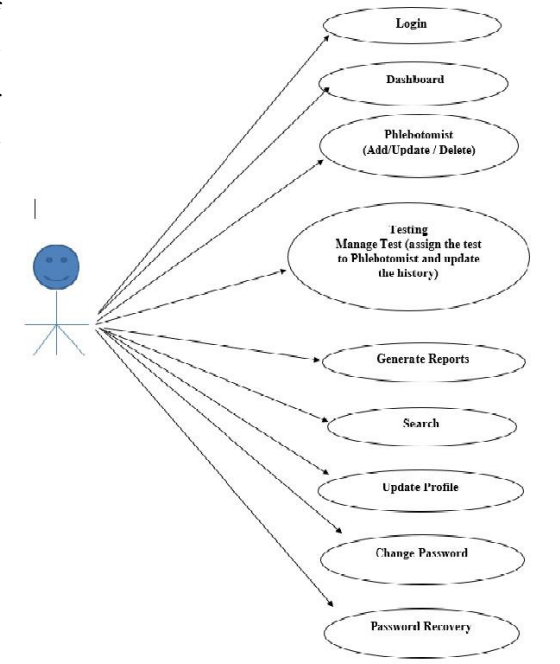 Login
Dashboard
Phlebotomist
(Add/Update / Delete)
Testing
Manage Test (assign the test
to Phlebotomist and update
the history)
Generate Reports
Search
Update Profile
Change Password
Password Recovery